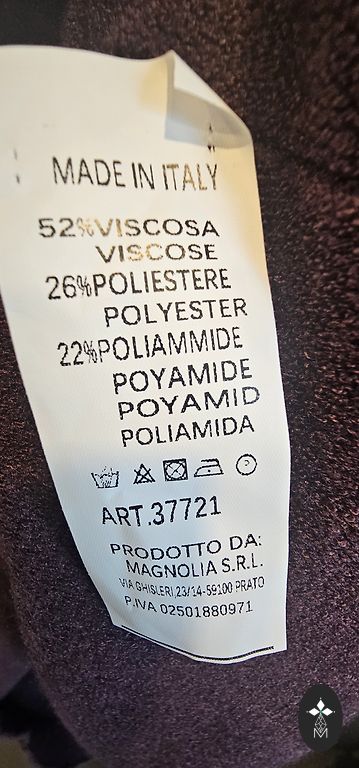 MADE IN ITALY
52%VISCOSA
VISCOSE
26%POLIESTERE
POLYESTER
22%POLIAMMIDE
POYAMIDE
POYAMID
POLIAMIDA
ART.37721
PRODOTTO DA:
MAGNOLIA S.R.L.
VIA GHISLERI,23/14-59100 PRATO
P.IVA 02501880971
M